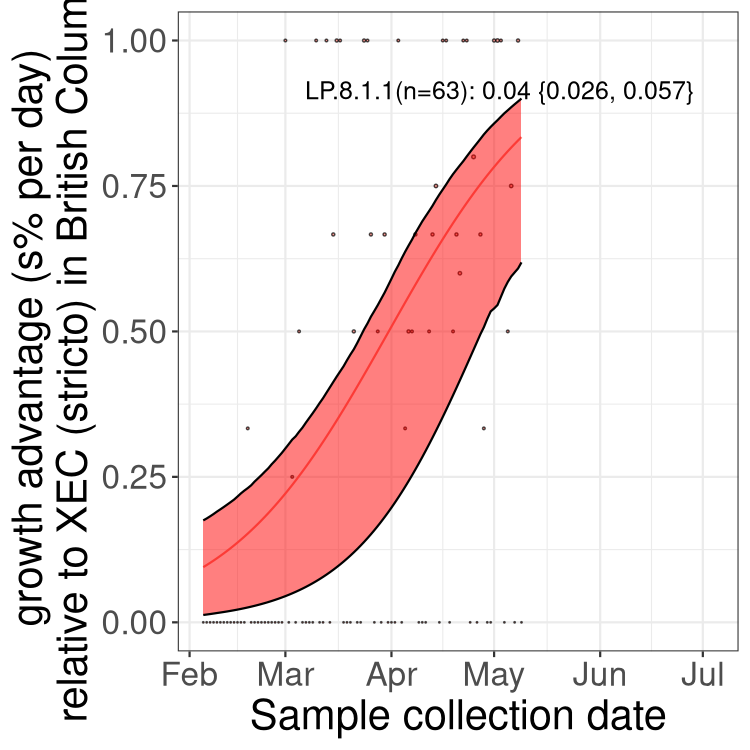 growth advantage (s% per day)
relative to XEC (stricto) in British Colum
1.00
0.75
0.50
0.25
0.00
LP.8.1.1(n=63): 0.04 {0.026, 0.057}
Feb Mar Apr May Jun Jul
Sample collection date